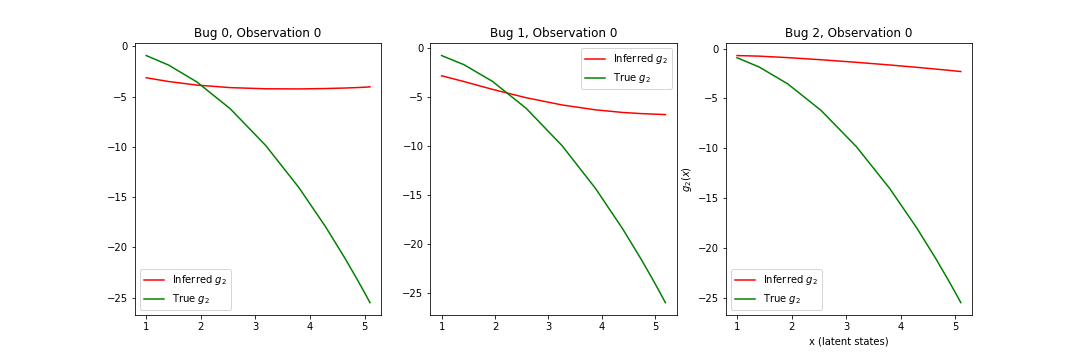 Bug 0, Observation 0
0
−5
−10
−15
−20
−25
1 2 3 4 5
Inferred g₂
True g₂
Bug 1, Observation 0
0
−5
−10
−15
−20
−25
1 2 3 4 5
Inferred g₂
True g₂
Bug 2, Observation 0
g₂(x)
0
−5
−10
−15
−20
−25
1 2 3 4 5
x (latent states)
Inferred g₂
True g₂